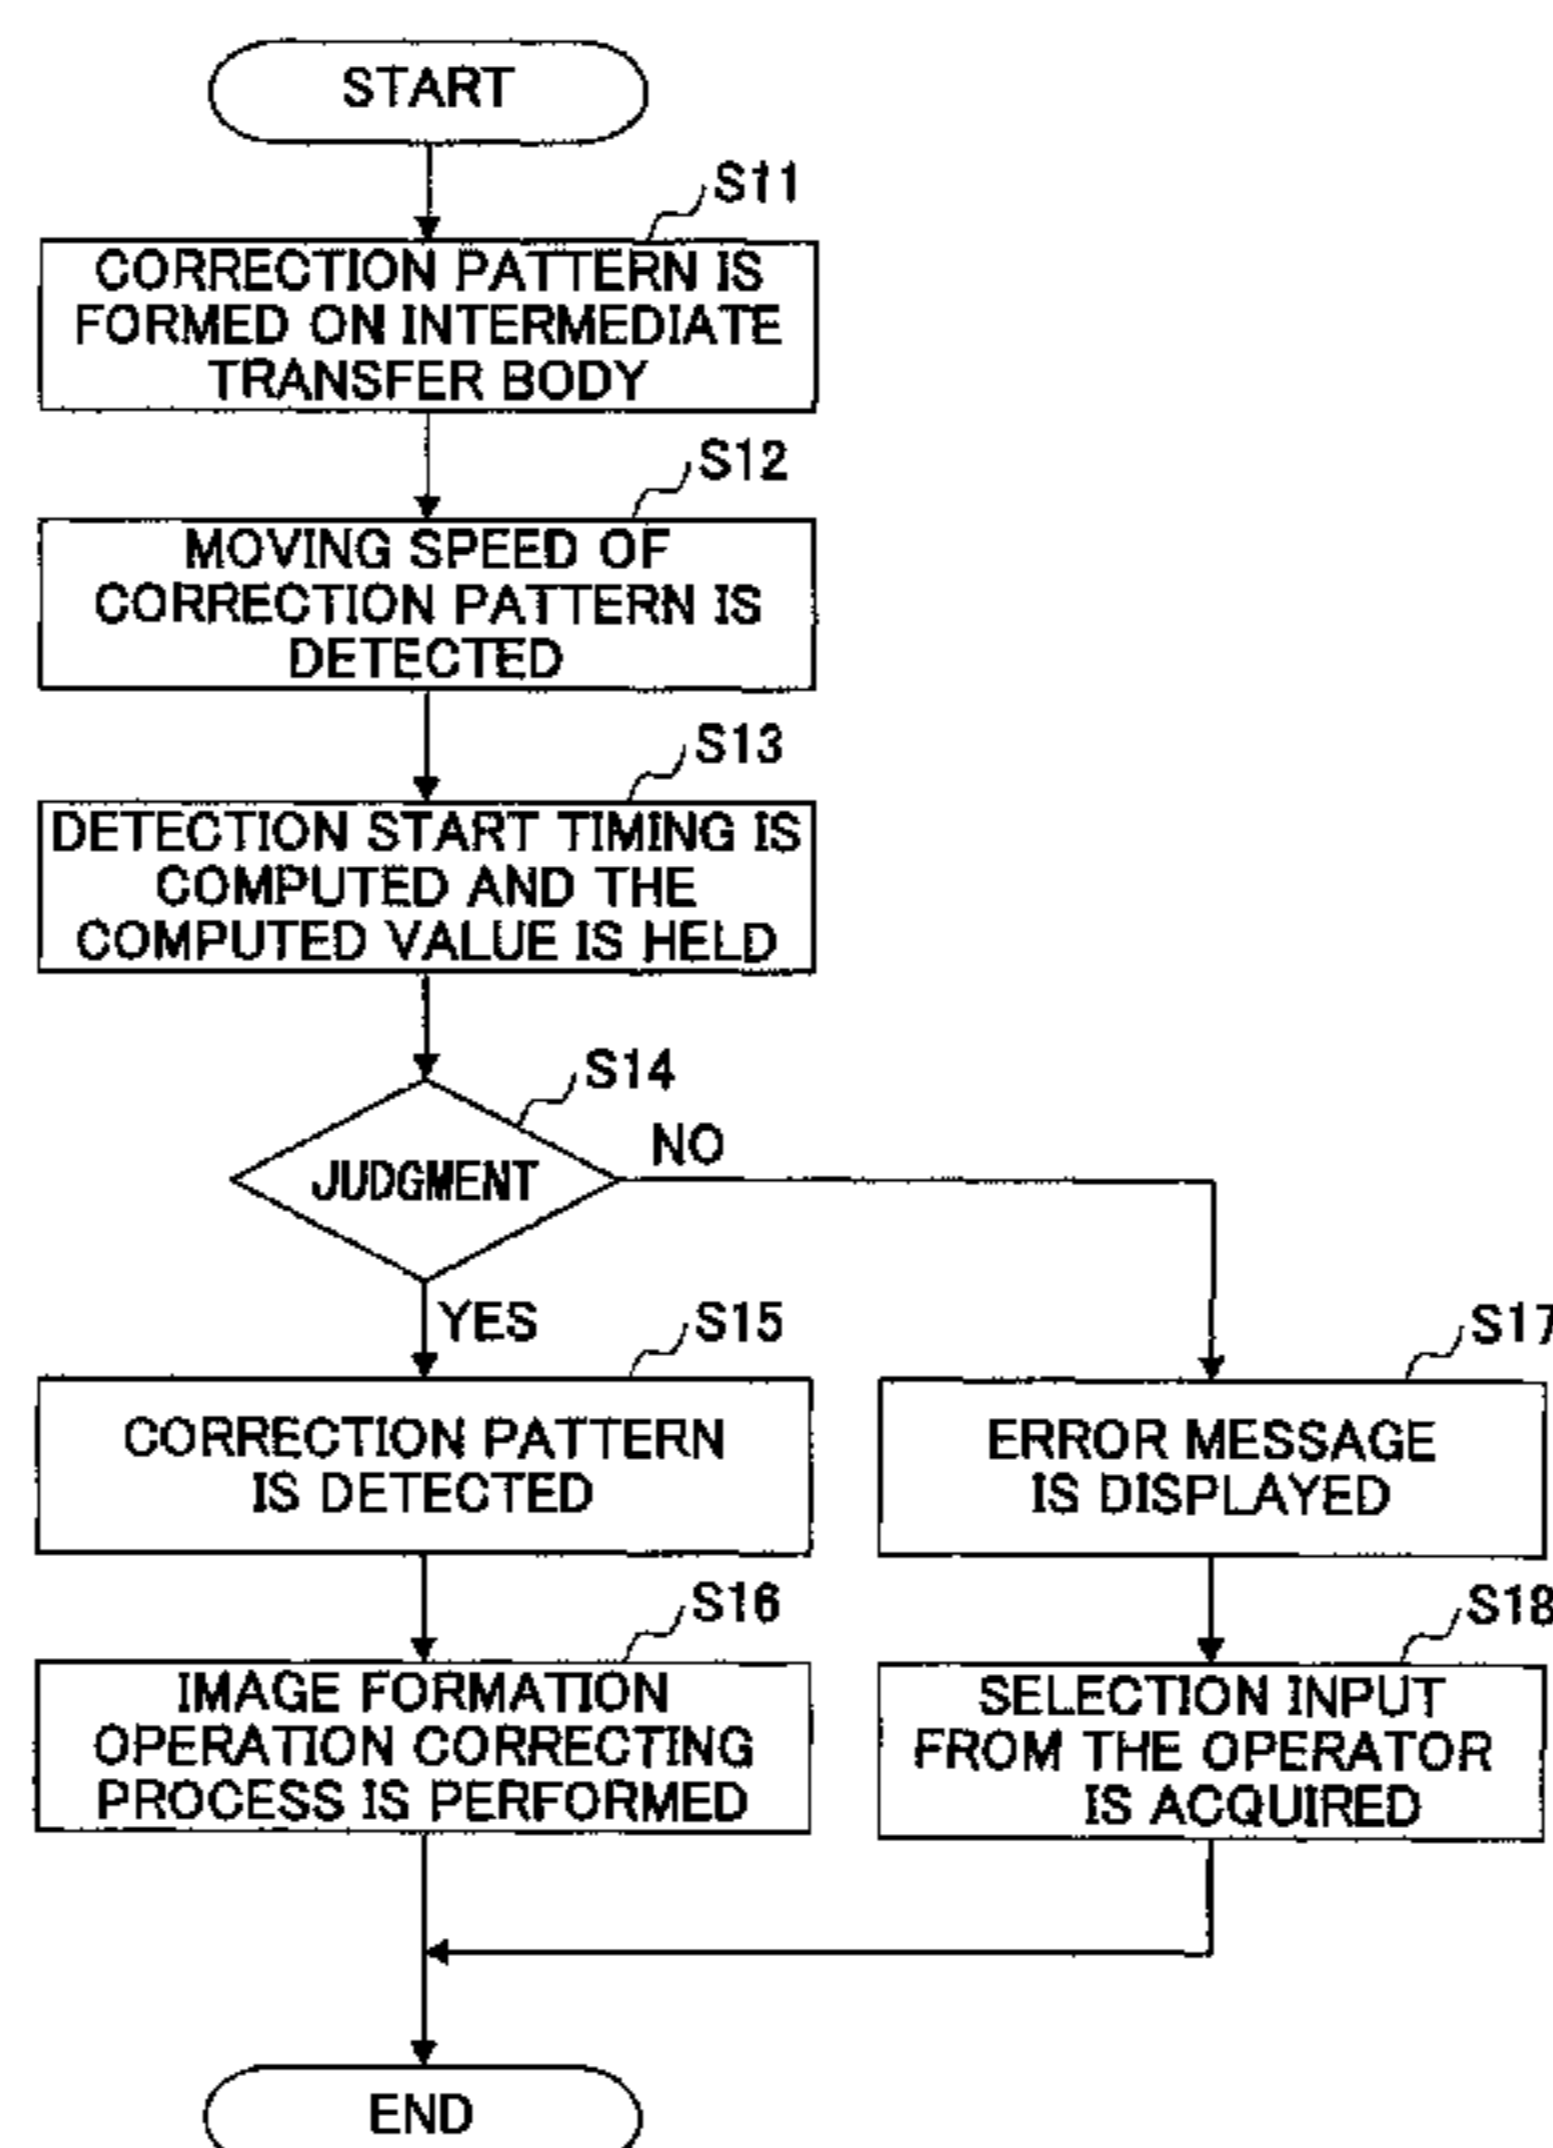 START
S11
CORRECTION PATTERN IS
FORMED ON INTERMEDIATE
TRANSFER BODY
S12
MOVING SPEED OF
CORRECTION PATTERN IS
DETECTED
S13
DETECTION START TIMING IS
COMPUTED AND THE
COMPUTED VALUE IS HELD
S14
JUDGMENT
NO
YES
S15
CORRECTION PATTERN
IS DETECTED
S17
ERROR MESSAGE
IS DISPLAYED
S16
IMAGE FORMATION
OPERATION CORRECTING
PROCESS IS PERFORMED
S18
SELECTION INPUT
FROM THE OPERATOR
IS ACQUIRED
END